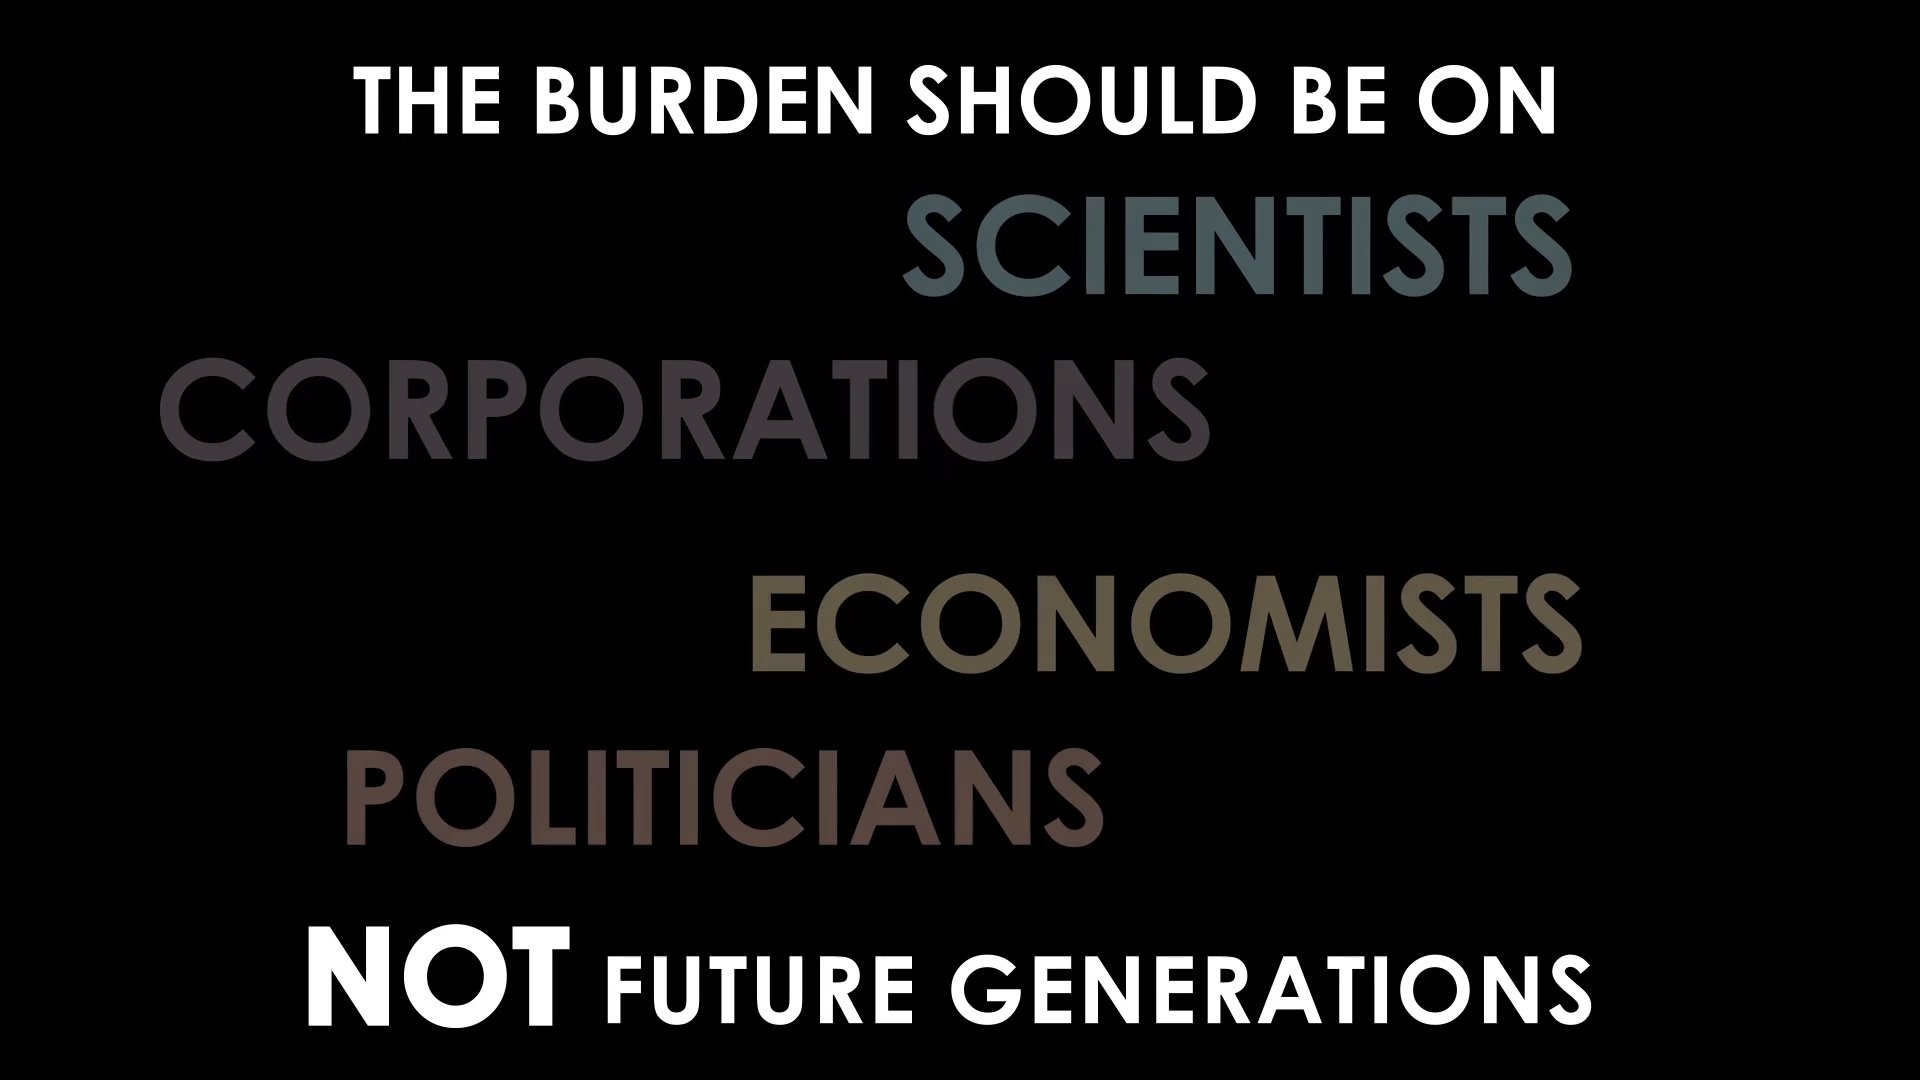 THE BURDEN SHOULD BE ON
SCIENTISTS
CORPORATIONS
ECONOMISTS
POLITICIANS
NOT FUTURE GENERATIONS